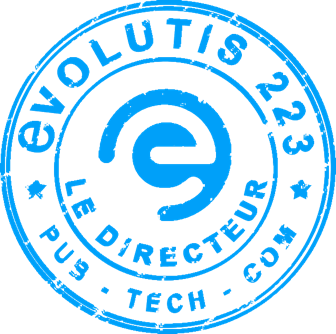 evOLUTIS 223
e
LE DIRECTEUR
PUB - TECH - COM